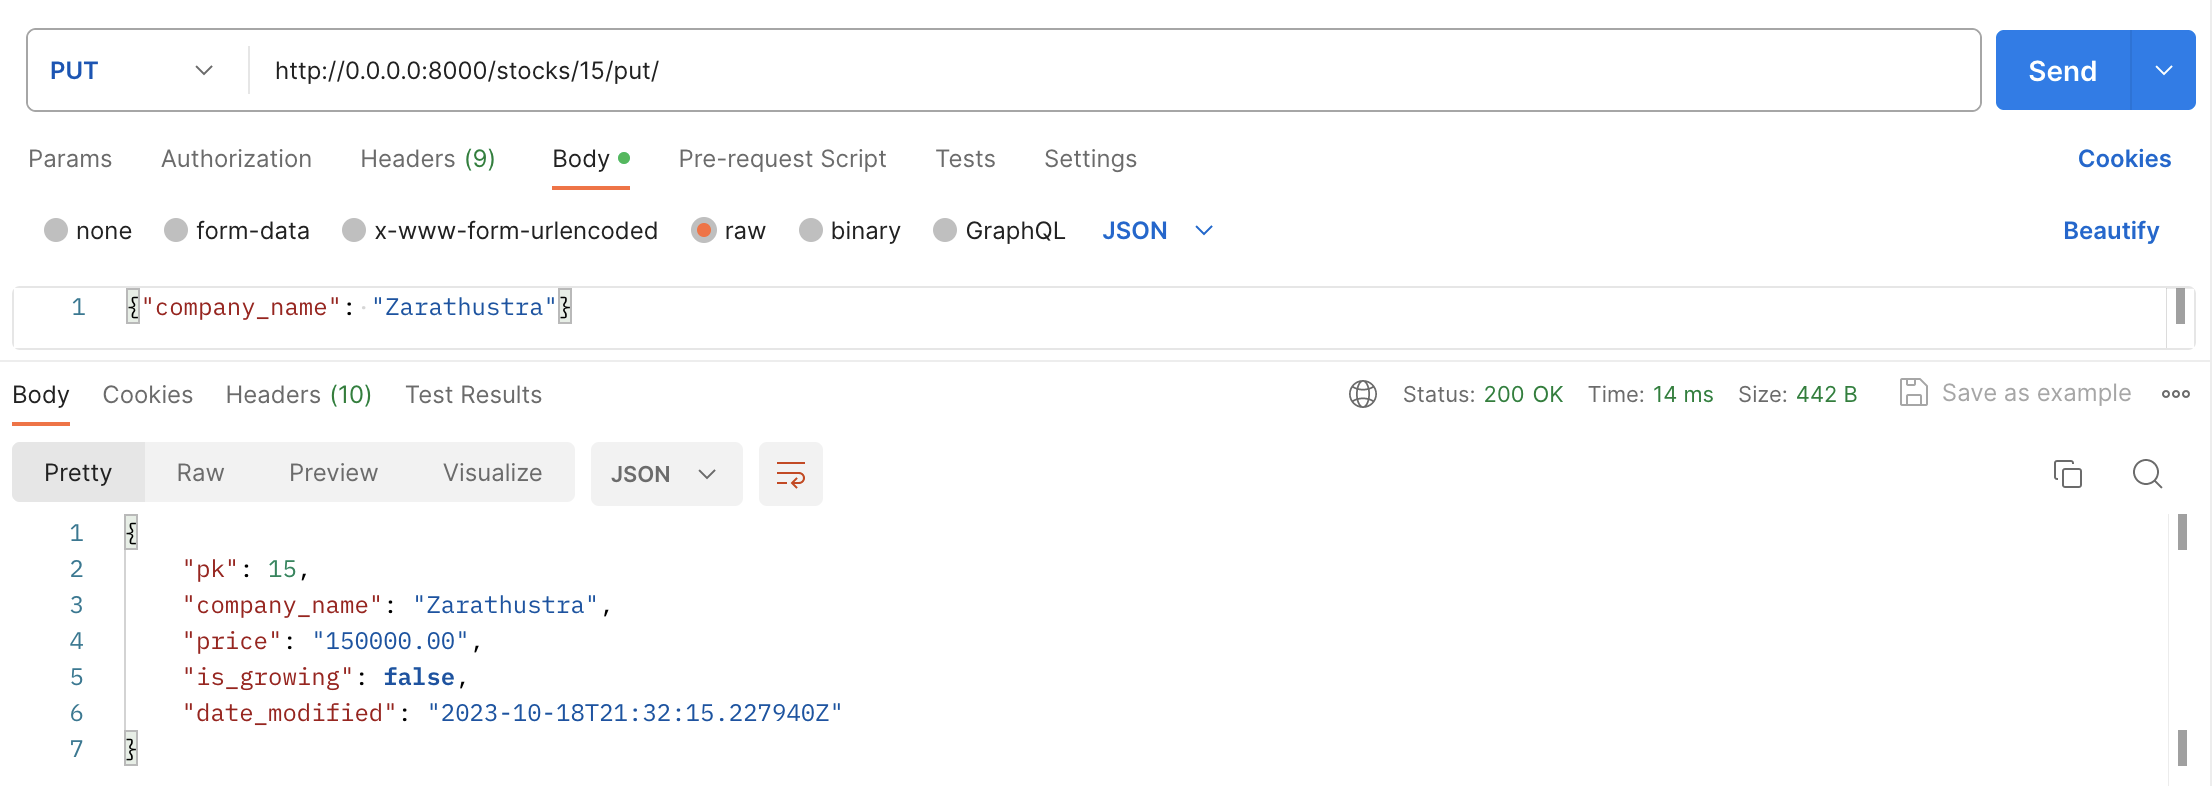 PUT http://0.0.0.0:8000/stocks/15/put/ Send
Params Authorization Headers (9) Body Pre-request Script Tests Settings Cookies
none form-data x-www-form-urlencoded raw binary GraphQL JSON Beautify
1 {"company_name": "Zarathustra"}
Body Cookies Headers (10) Test Results Status: 200 OK Time: 14 ms Size: 442 B Save as example
Pretty Raw Preview Visualize JSON
1 {
2 "pk": 15,
3 "company_name": "Zarathustra",
4 "price": "150000.00",
5 "is_growing": false,
6 "date_modified": "2023-10-18T21:32:15.227940Z"
7 }